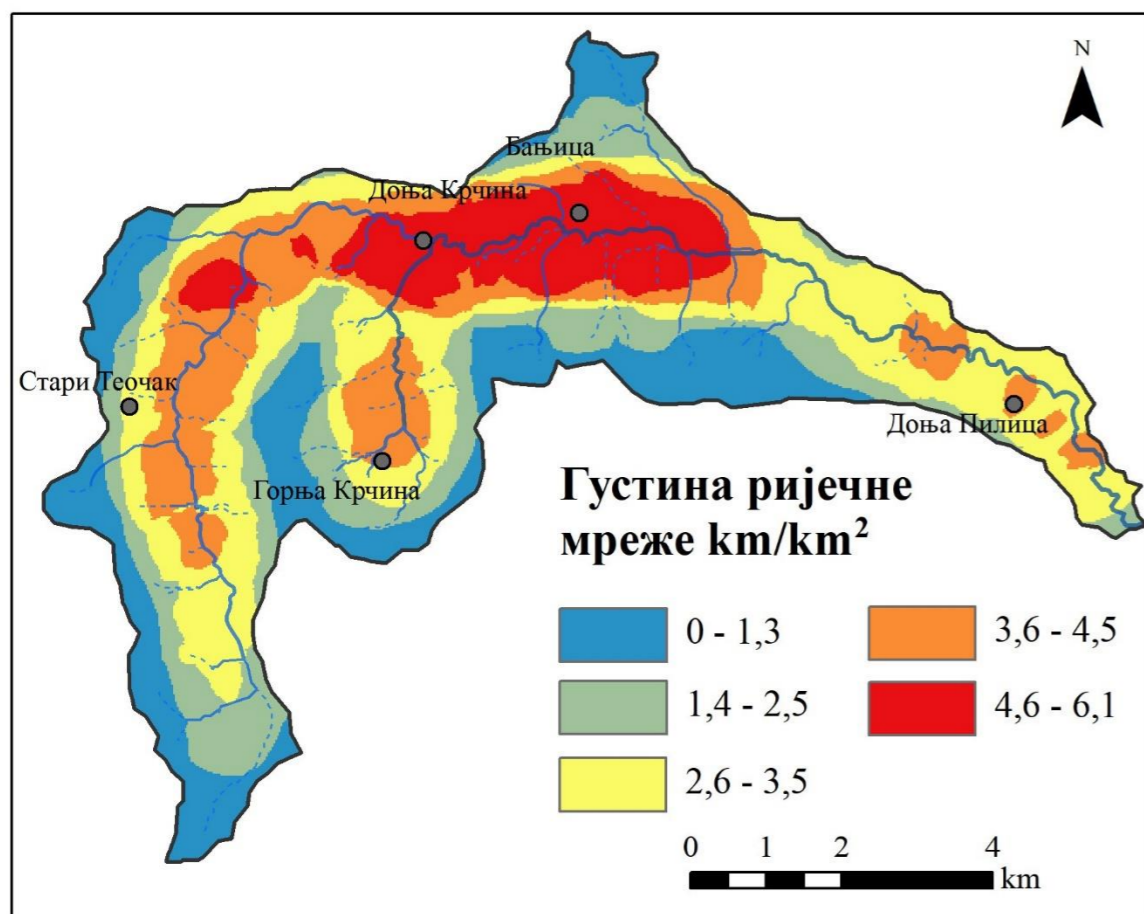 N
Бањица
Доња Крчина
Стари Теочак
Доња Пилица
Горња Крчина
Густина ријечне
мреже km/km²
0 - 1,3
3,6 - 4,5
1,4 - 2,5
4,6 - 6,1
2,6 - 3,5
0 1 2 4
km